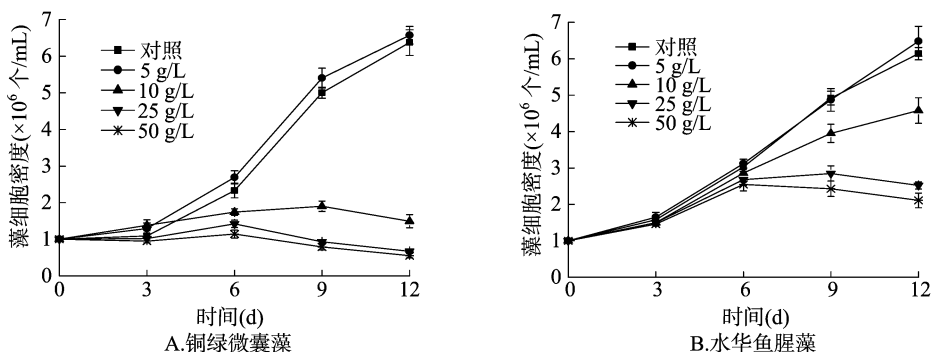 藻细胞密度(×10⁶ 个/mL)
7
6
5
4
3
2
1
0
对照
5 g/L
10 g/L
25 g/L
50 g/L
0 3 6 9 12
时间(d)
A.铜绿微囊藻
藻细胞密度(×10⁶ 个/mL)
7
6
5
4
3
2
1
0
对照
5 g/L
10 g/L
25 g/L
50 g/L
0 3 6 9 12
时间(d)
B.水华鱼腥藻